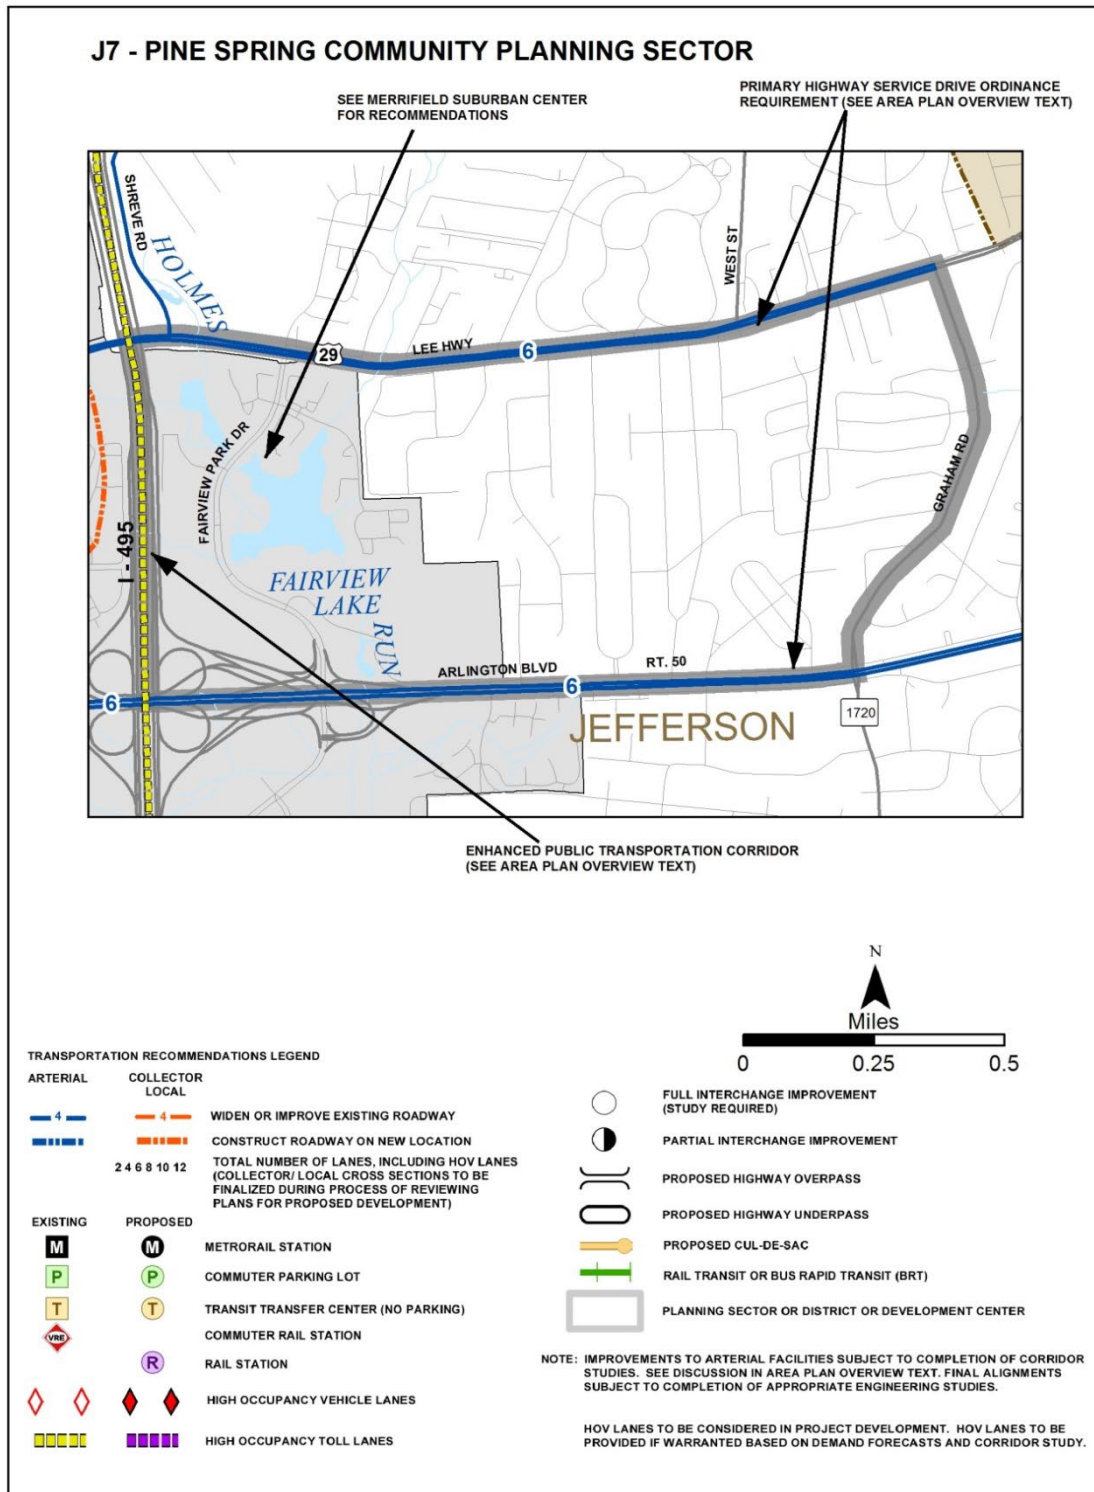 J7 - PINE SPRING COMMUNITY PLANNING SECTOR
SEE MERRIFIELD SUBURBAN CENTER
FOR RECOMMENDATIONS
PRIMARY HIGHWAY SERVICE DRIVE ORDINANCE
REQUIREMENT (SEE AREA PLAN OVERVIEW TEXT)
SHREVE RD
HOLMES
WEST ST
29
LEE HWY
6
FAIRVIEW PARK DR
GRAHAM RD
I - 495
FAIRVIEW
LAKE
RUN
ARLINGTON BLVD
RT. 50
6
6
JEFFERSON
1720
ENHANCED PUBLIC TRANSPORTATION CORRIDOR
(SEE AREA PLAN OVERVIEW TEXT)
N
Miles
0 0.25 0.5
TRANSPORTATION RECOMMENDATIONS LEGEND
ARTERIAL
COLLECTOR
LOCAL
4 4 WIDEN OR IMPROVE EXISTING ROADWAY
CONSTRUCT ROADWAY ON NEW LOCATION
2 4 6 8 10 12
TOTAL NUMBER OF LANES, INCLUDING HOV LANES
(COLLECTOR/ LOCAL CROSS SECTIONS TO BE
FINALIZED DURING PROCESS OF REVIEWING
PLANS FOR PROPOSED DEVELOPMENT)
EXISTING PROPOSED
M M METRORAIL STATION
P P COMMUTER PARKING LOT
T T TRANSIT TRANSFER CENTER (NO PARKING)
VRE COMMUTER RAIL STATION
R RAIL STATION
HIGH OCCUPANCY VEHICLE LANES
HIGH OCCUPANCY TOLL LANES
FULL INTERCHANGE IMPROVEMENT
(STUDY REQUIRED)
PARTIAL INTERCHANGE IMPROVEMENT
PROPOSED HIGHWAY OVERPASS
PROPOSED HIGHWAY UNDERPASS
PROPOSED CUL-DE-SAC
RAIL TRANSIT OR BUS RAPID TRANSIT (BRT)
PLANNING SECTOR OR DISTRICT OR DEVELOPMENT CENTER
NOTE: IMPROVEMENTS TO ARTERIAL FACILITIES SUBJECT TO COMPLETION OF CORRIDOR
STUDIES. SEE DISCUSSION IN AREA PLAN OVERVIEW TEXT. FINAL ALIGNMENTS
SUBJECT TO COMPLETION OF APPROPRIATE ENGINEERING STUDIES.
HOV LANES TO BE CONSIDERED IN PROJECT DEVELOPMENT. HOV LANES TO BE
PROVIDED IF WARRANTED BASED ON DEMAND FORECASTS AND CORRIDOR STUDY.